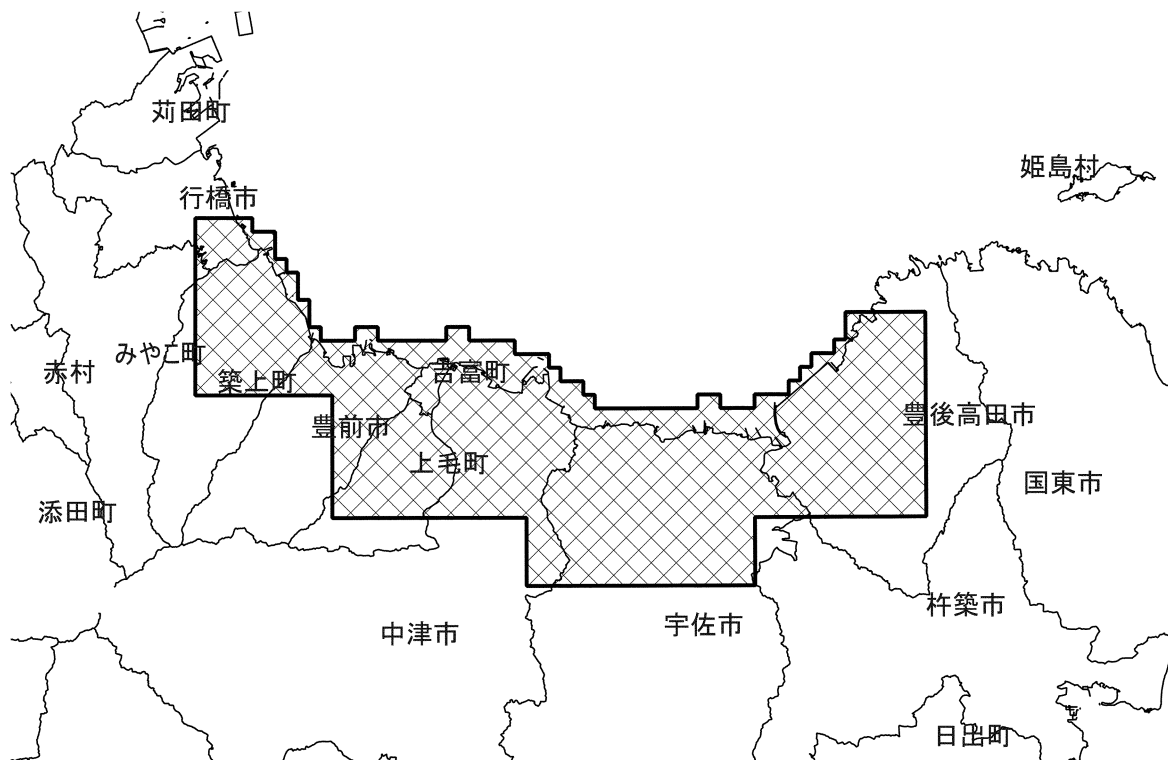 苅田町
姫島村
行橋市
みやこ町
赤村
築上町
吉富町
豊後高田市
豊前市
上毛町
国東市
添田町
杵築市
宇佐市
中津市
日出町